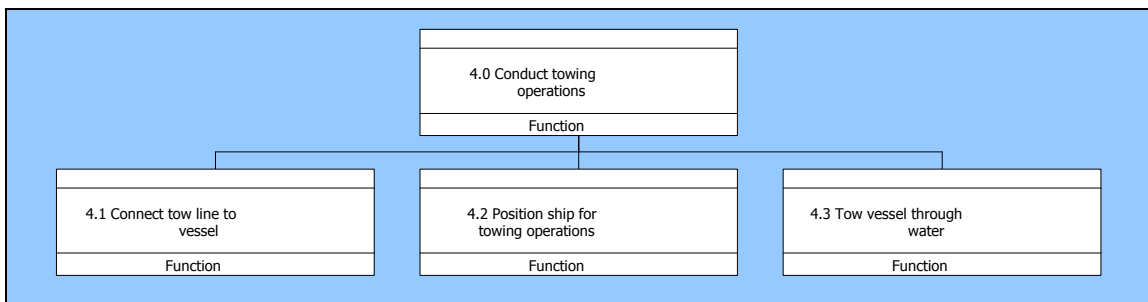 4.0 Conduct towing
operations
Function
4.1 Connect tow line to
vessel
Function
4.2 Position ship for
towing operations
Function
4.3 Tow vessel through
water
Function